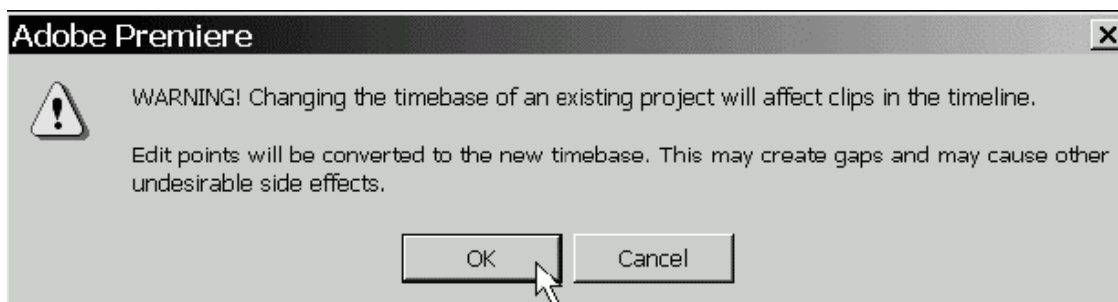 Adobe Premiere
WARNING! Changing the timebase of an existing project will affect clips in the timeline.
Edit points will be converted to the new timebase. This may create gaps and may cause other
undesirable side effects.
OK Cancel